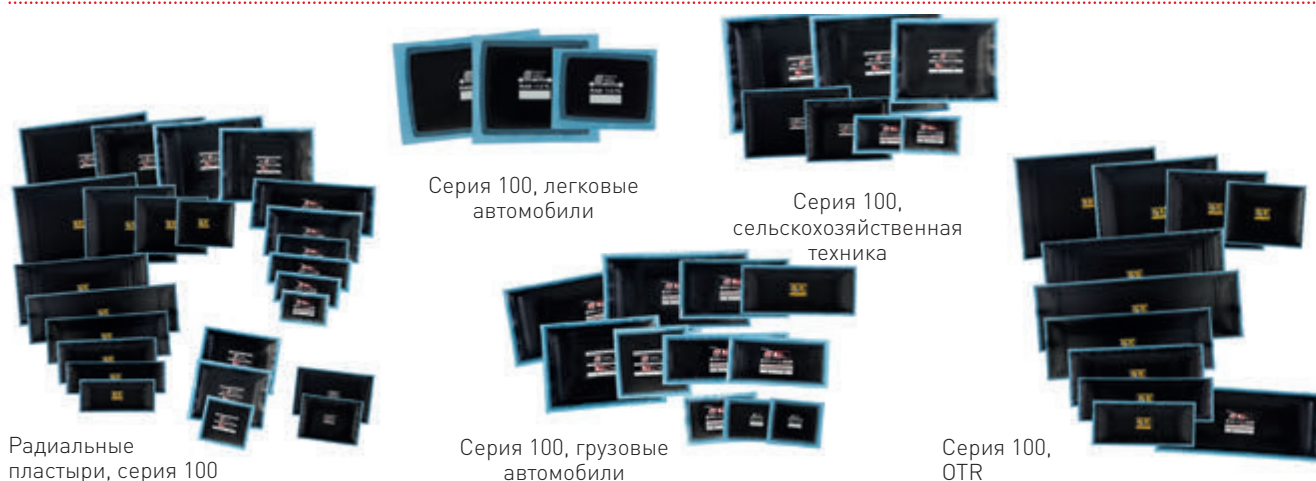 Серия 100, легковые
автомобили
Серия 100,
сельскохозяйственная
техника
Радиальные
пластыри, серия 100
Серия 100, грузовые
автомобили
Серия 100,
OTR